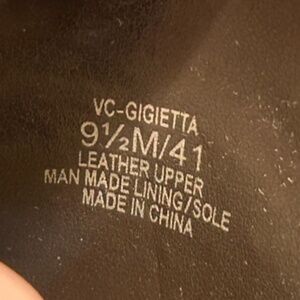 VC-GIGIETTA
9½M/41
LEATHER UPPER
MAN MADE LINING/SOLE
MADE IN CHINA